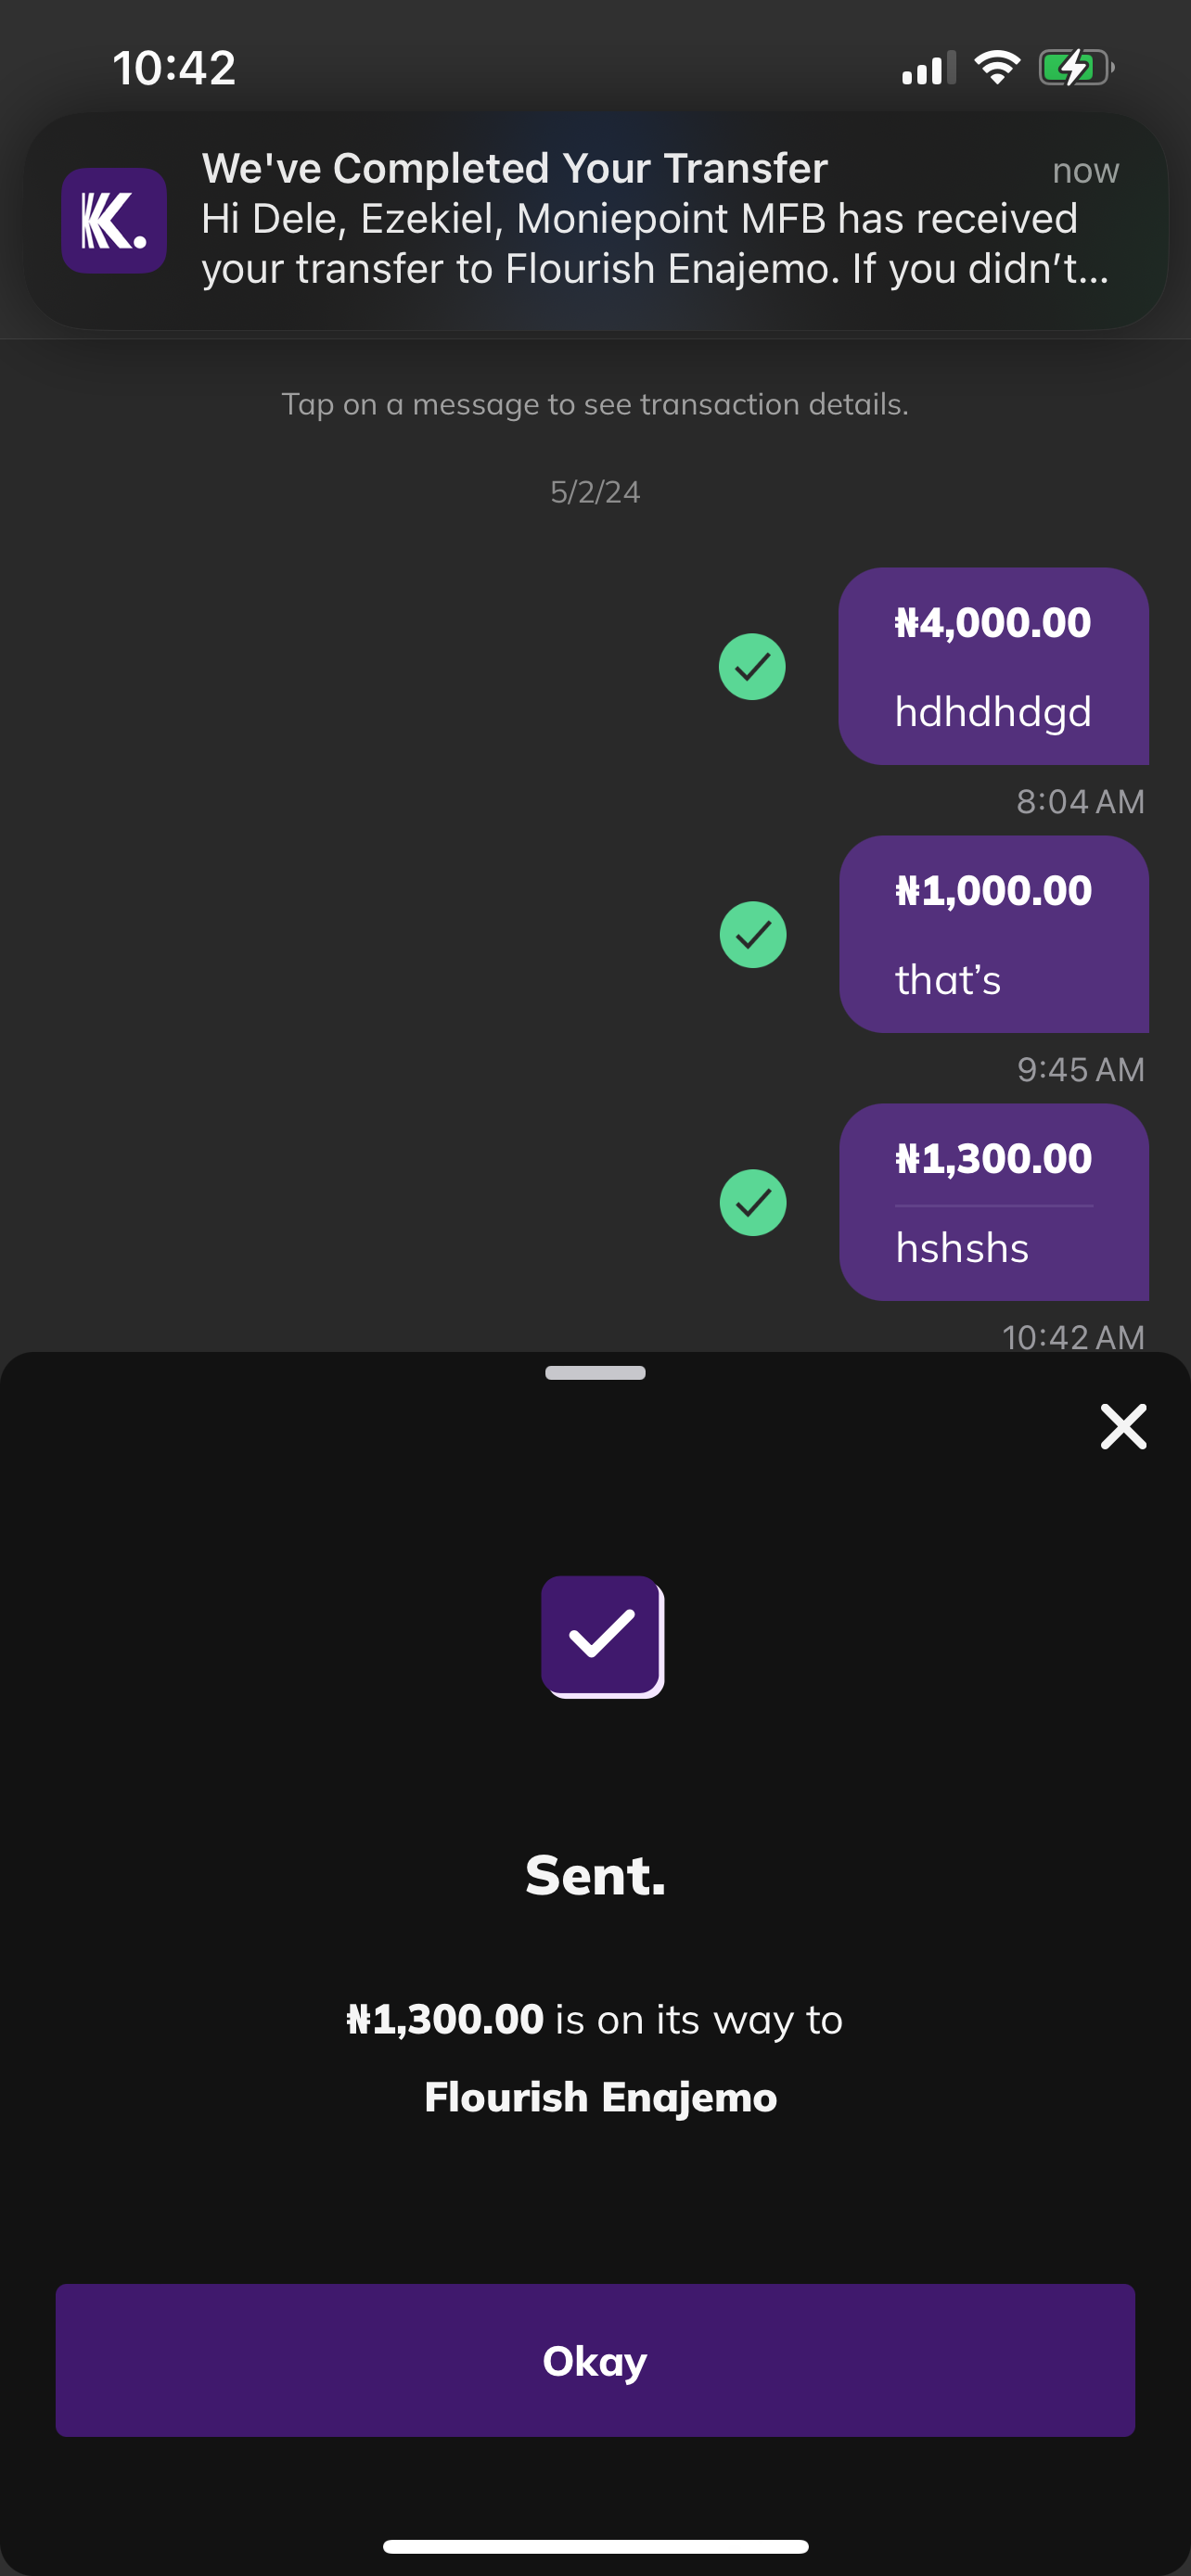 10:42
K.
We've Completed Your Transfer
now
Hi Dele, Ezekiel, Moniepoint MFB has received
your transfer to Flourish Enajemo. If you didn’t...
Tap on a message to see transaction details.
5/2/24
₦4,000.00
hdhdhdgd
8:04 AM
₦1,000.00
that’s
9:45 AM
₦1,300.00
hshshs
10:42 AM
Sent.
₦1,300.00 is on its way to
Flourish Enajemo
Okay